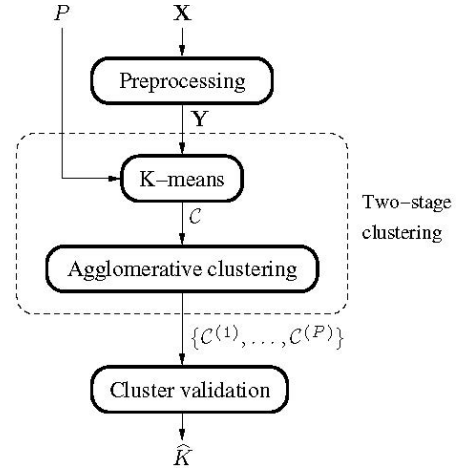 P X
Preprocessing
Y
K–means
C
Two–stage
clustering
Agglomerative clustering
{C^(1), . . . , C^(P)}
Cluster validation
K̂